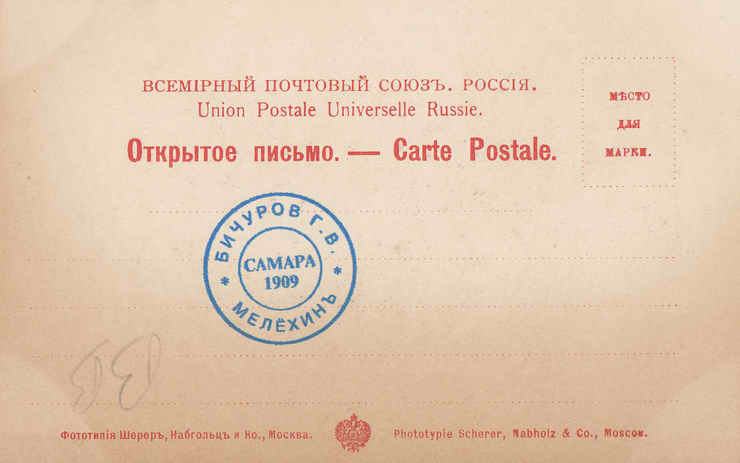 ВСЕМІРНЫЙ ПОЧТОВЫЙ СОЮЗЪ. РОССІЯ.
Union Postale Universelle Russie.
Открытое письмо. — Carte Postale.
МѢСТО
ДЛЯ
МАРКИ.
* БИЧУРОВ Г. В. *
САМАРА
1909
МЕЛЁХИНЪ
Фототипія Шереръ, Набгольцъ и Ко., Москва.
Phototypie Scherer, Nabholz & Co., Moscow.